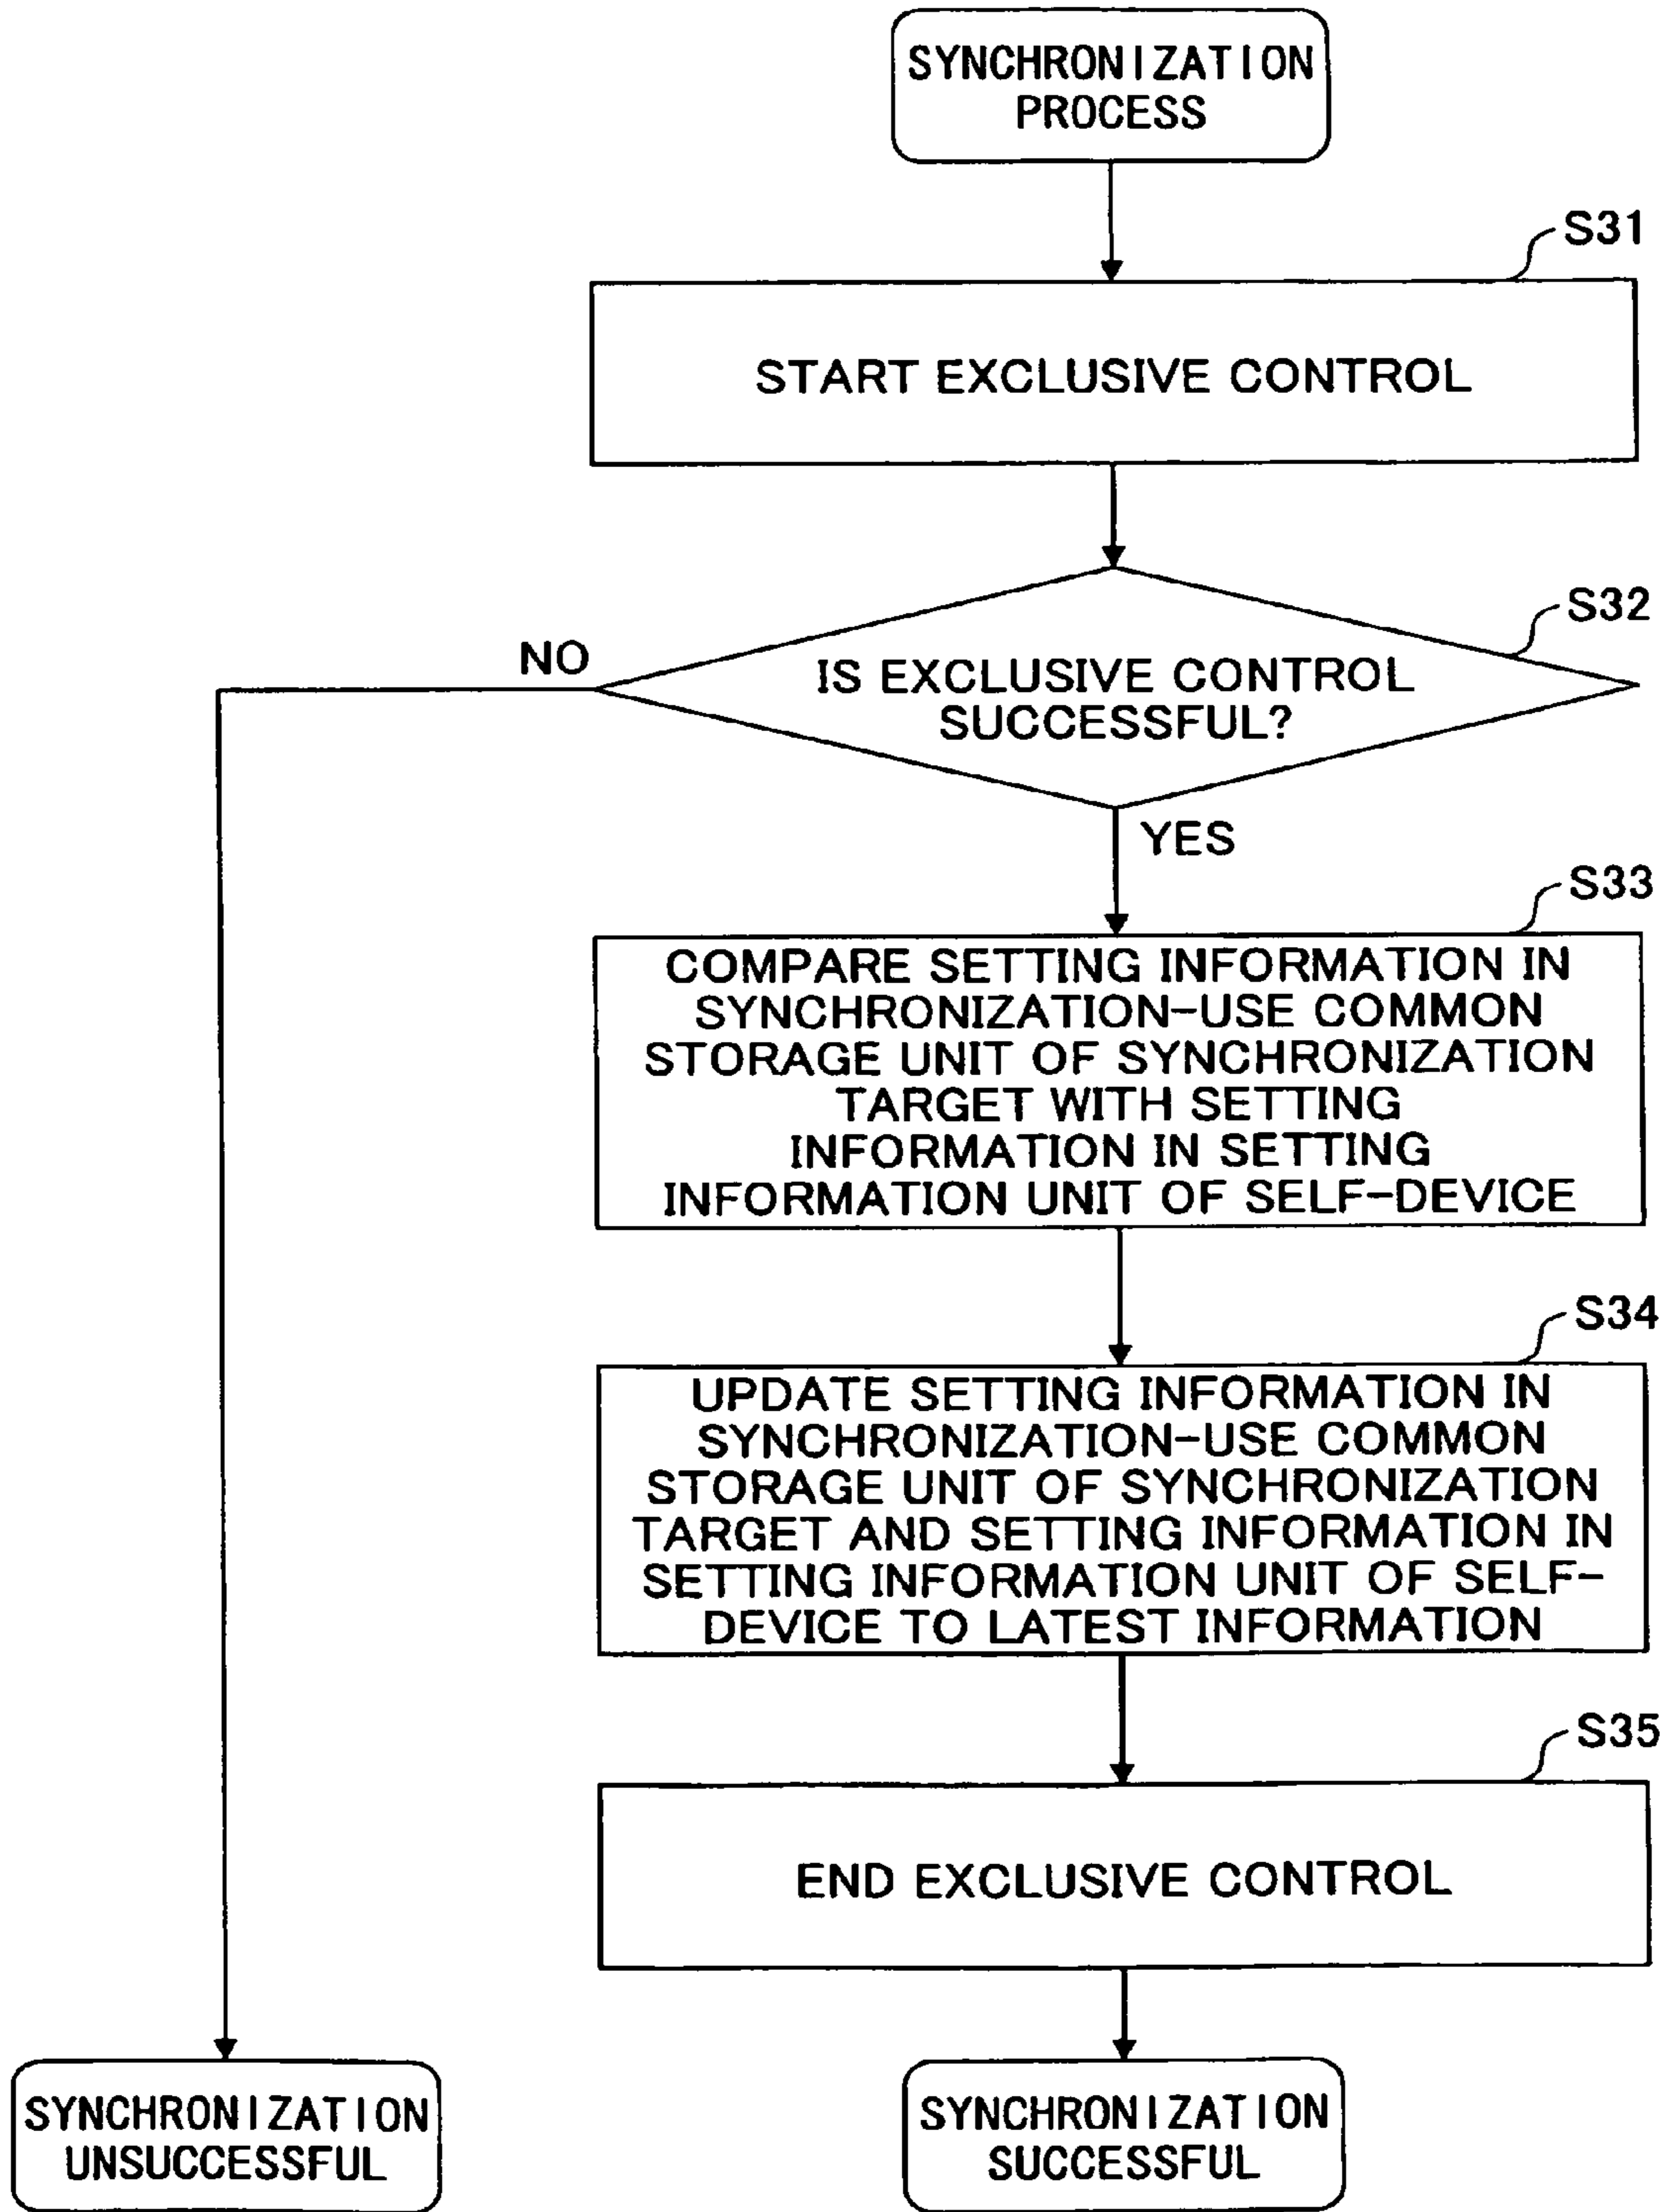 SYNCHRONIZATION
PROCESS
S31
START EXCLUSIVE CONTROL
S32
NO
IS EXCLUSIVE CONTROL
SUCCESSFUL?
YES
S33
COMPARE SETTING INFORMATION IN
SYNCHRONIZATION-USE COMMON
STORAGE UNIT OF SYNCHRONIZATION
TARGET WITH SETTING
INFORMATION IN SETTING
INFORMATION UNIT OF SELF-DEVICE
S34
UPDATE SETTING INFORMATION IN
SYNCHRONIZATION-USE COMMON
STORAGE UNIT OF SYNCHRONIZATION
TARGET AND SETTING INFORMATION IN
SETTING INFORMATION UNIT OF SELF-
DEVICE TO LATEST INFORMATION
S35
END EXCLUSIVE CONTROL
SYNCHRONIZATION
UNSUCCESSFUL
SYNCHRONIZATION
SUCCESSFUL